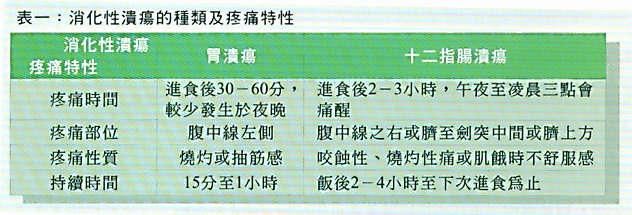 表一：消化性潰瘍的種類及疼痛特性
消化性潰瘍
疼痛特性
胃潰瘍
十二指腸潰瘍
疼痛時間
進食後30－60分，
較少發生於夜晚
進食後2－3小時，午夜至凌晨三點會
痛醒
疼痛部位
腹中線左側
腹中線之右或臍至劍突中間或臍上方
疼痛性質
燒灼或抽筋感
咬蝕性、燒灼性痛或肌餓時不舒服感
持續時間
15分至1小時
飯後2－4小時至下次進食爲止